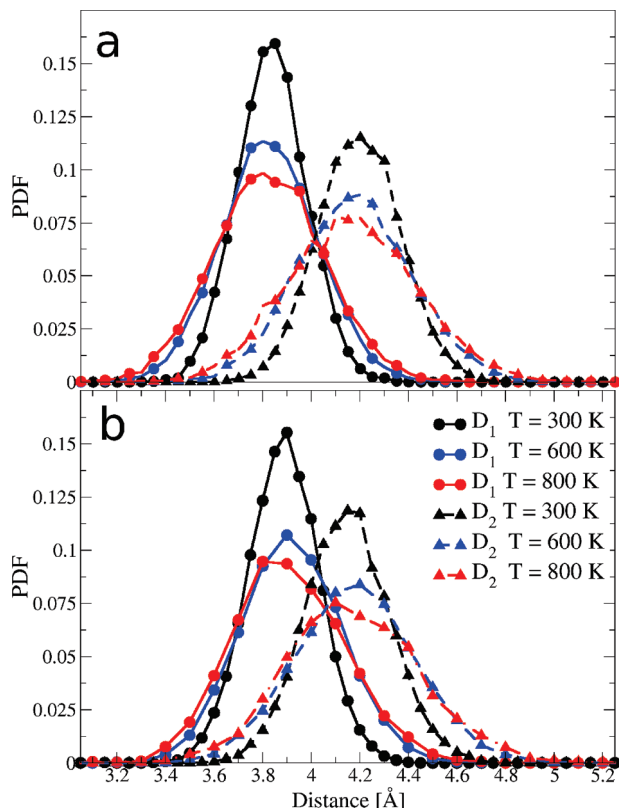 a
0.15
0.125
0.1
0.075
0.05
0.025
0
PDF
b
D1 T = 300 K
D1 T = 600 K
D1 T = 800 K
D2 T = 300 K
D2 T = 600 K
D2 T = 800 K
0.15
0.125
0.1
0.075
0.05
0.025
0
PDF
3.2 3.4 3.6 3.8 4 4.2 4.4 4.6 4.8 5 5.2
Distance [Å]